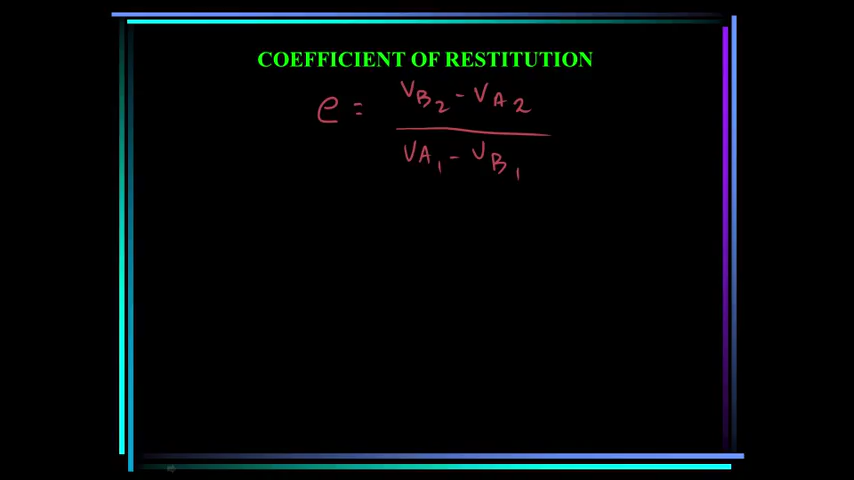 COEFFICIENT OF RESTITUTION
e = 
VB2 - VA2
VA1 - VB1